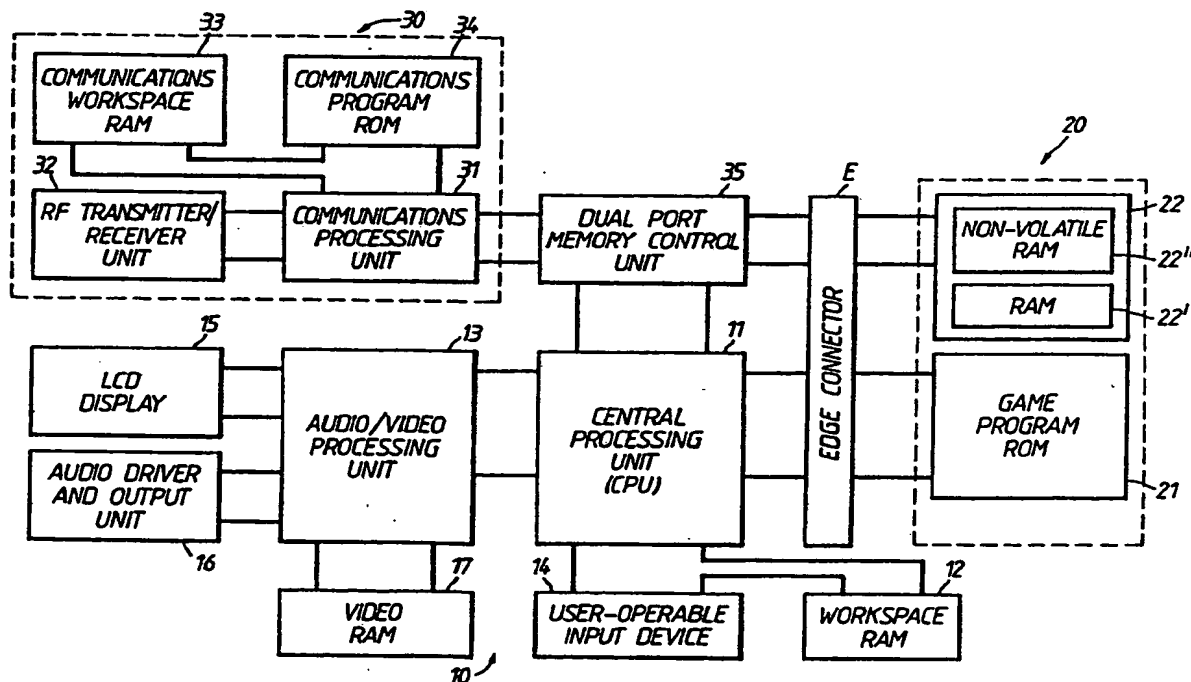 33
30
34
COMMUNICATIONS
WORKSPACE
RAM
COMMUNICATIONS
PROGRAM
ROM
32
RF TRANSMITTER/
RECEIVER
UNIT
31
COMMUNICATIONS
PROCESSING
UNIT
35
DUAL PORT
MEMORY CONTROL
UNIT
E
EDGE CONNECTOR
20
22
NON-VOLATILE
RAM
22"
RAM
22'
15
LCD
DISPLAY
13
AUDIO/VIDEO
PROCESSING
UNIT
11
CENTRAL
PROCESSING
UNIT
(CPU)
GAME
PROGRAM
ROM
21
AUDIO DRIVER
AND OUTPUT
UNIT
16
17
VIDEO
RAM
14
USER-OPERABLE
INPUT DEVICE
12
WORKSPACE
RAM
10